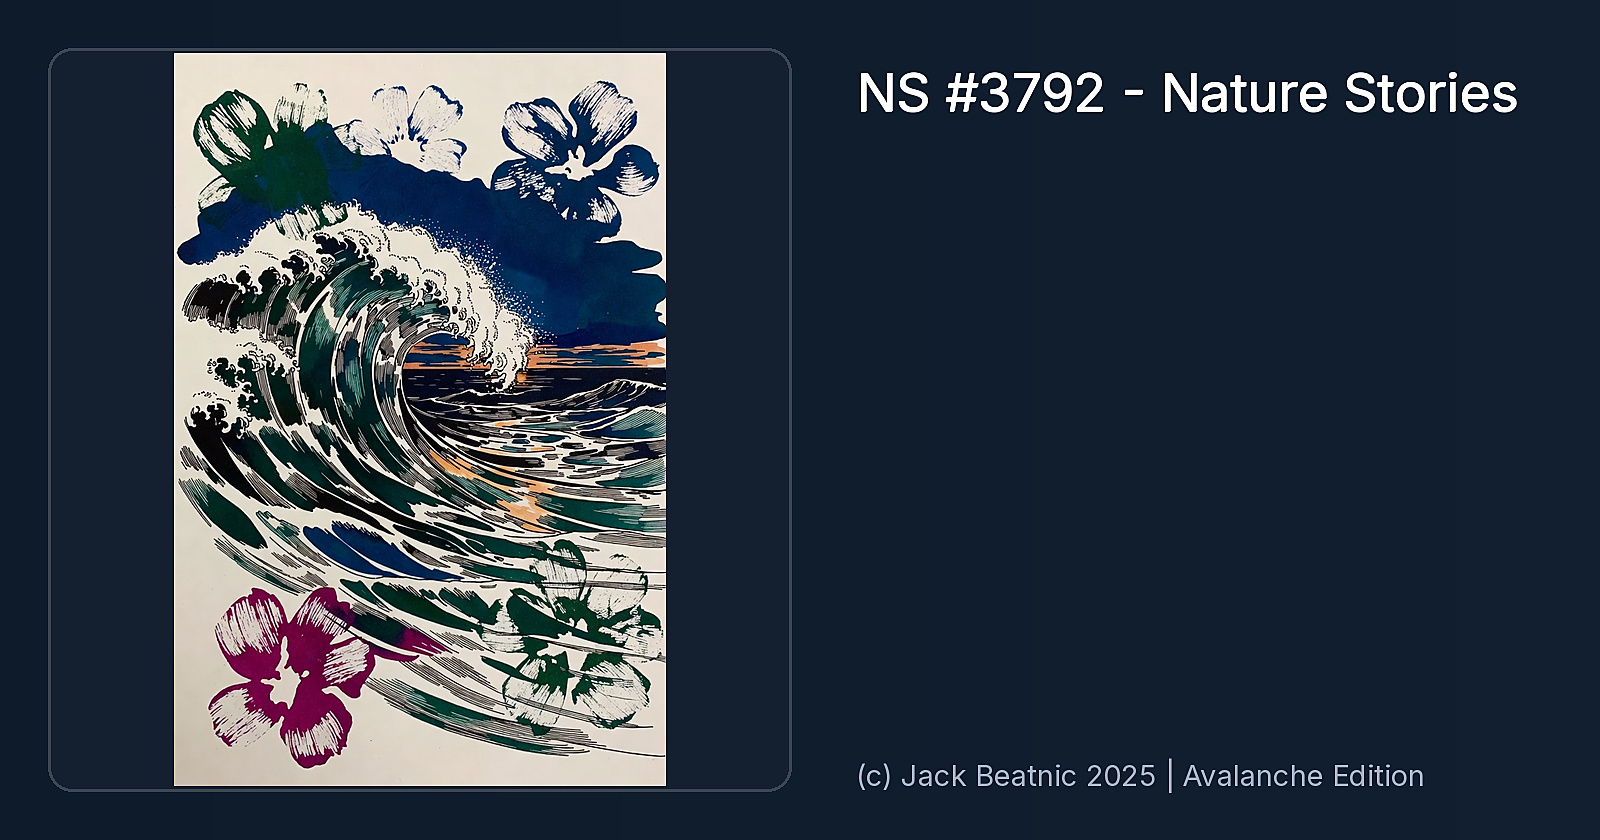 NS #3792 - Nature Stories
(c) Jack Beatnic 2025 | Avalanche Edition